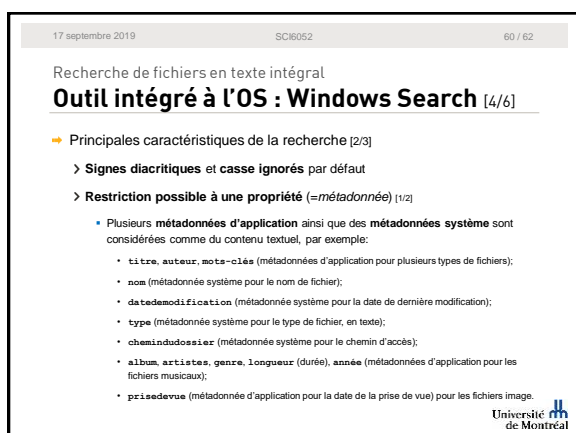 17 septembre 2019 SCI6052 60 / 62
Recherche de fichiers en texte intégral
Outil intégré à l'OS : Windows Search [4/6]
➡ Principales caractéristiques de la recherche [2/3]
> Signes diacritiques et casse ignorés par défaut
> Restriction possible à une propriété (=métadonnée) [1/2]
▪ Plusieurs métadonnées d'application ainsi que des métadonnées système sont
considérées comme du contenu textuel, par exemple:
• titre, auteur, mots-clés (métadonnées d'application pour plusieurs types de fichiers);
• nom (métadonnée système pour le nom de fichier);
• datedemodification (métadonnée système pour la date de dernière modification);
• type (métadonnée système pour le type de fichier, en texte);
• chemindudossier (métadonnée système pour le chemin d'accès);
• album, artistes, genre, longueur (durée), année (métadonnées d'application pour les
fichiers musicaux);
• prisedevue (métadonnée d'application pour la date de la prise de vue) pour les fichiers image.
Université
de Montréal